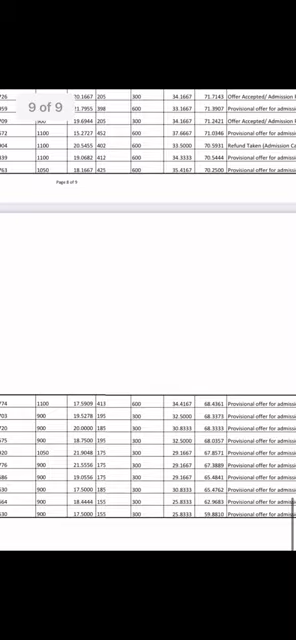 726 20.1667 205 300 34.1667 71.7143 Offer Accepted/ Admission
959 21.7955 398 600 33.1667 71.3907 Provisional offer for admiss
709 900 19.6944 205 300 34.1667 71.2421 Offer Accepted/ Admission
572 1100 15.2727 452 600 37.6667 71.0346 Provisional offer for admiss
904 1100 20.5455 402 600 33.5000 70.5931 Refund Taken (Admission Ca
339 1100 19.0682 412 600 34.3333 70.5444 Provisional offer for admiss
763 1050 18.1667 425 600 35.4167 70.2500 Provisional offer for admiss
9 of 9
Page 8 of 9
774 1100 17.5909 413 600 34.4167 68.4361 Provisional offer for admiss
703 900 19.5278 195 300 32.5000 68.3373 Provisional offer for admiss
720 900 20.0000 185 300 30.8333 68.3333 Provisional offer for admiss
575 900 18.7500 195 300 32.5000 68.0357 Provisional offer for admiss
920 1050 21.9048 175 300 29.1667 67.8571 Provisional offer for admiss
776 900 21.5556 175 300 29.1667 67.3889 Provisional offer for admiss
586 900 19.0556 175 300 29.1667 65.4841 Provisional offer for admiss
530 900 17.5000 185 300 30.8333 65.4762 Provisional offer for admiss
564 900 18.4444 155 300 25.8333 62.9683 Provisional offer for admiss
530 900 17.5000 155 300 25.8333 59.8810 Provisional offer for admiss